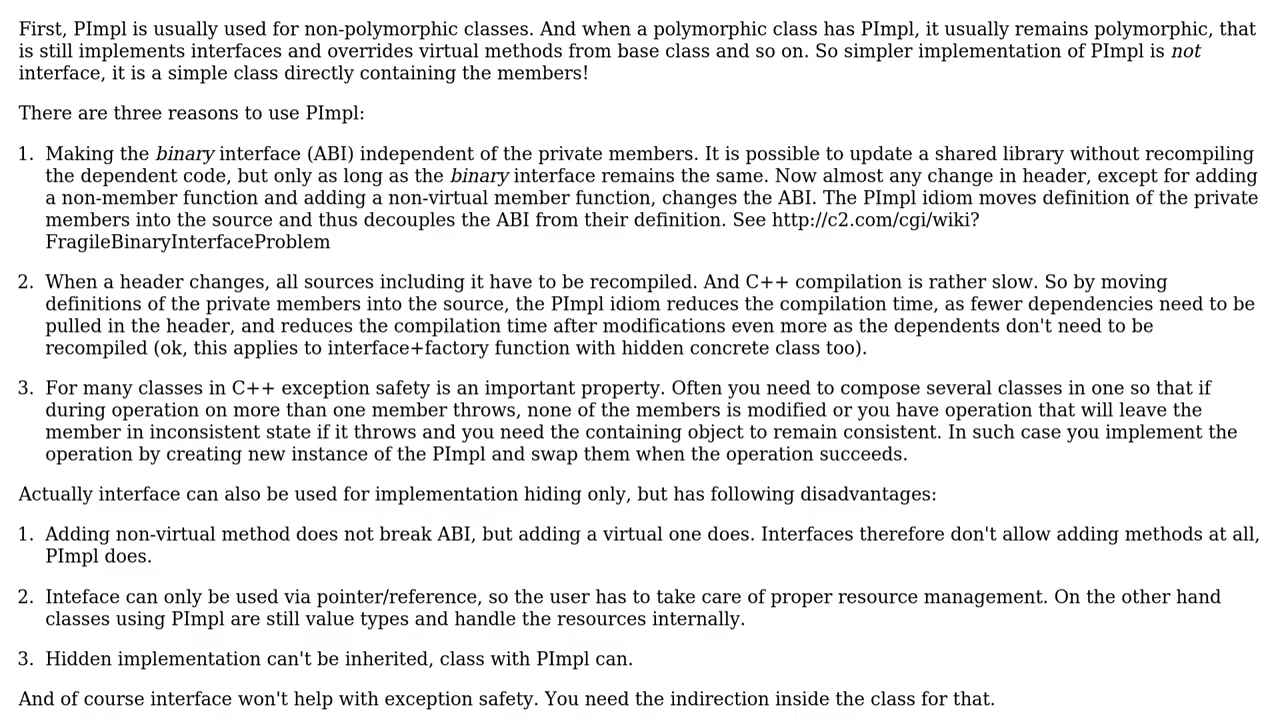 First, PImpl is usually used for non-polymorphic classes. And when a polymorphic class has PImpl, it usually remains polymorphic, that
is still implements interfaces and overrides virtual methods from base class and so on. So simpler implementation of PImpl is not
interface, it is a simple class directly containing the members!
There are three reasons to use PImpl:
1. Making the binary interface (ABI) independent of the private members. It is possible to update a shared library without recompiling
the dependent code, but only as long as the binary interface remains the same. Now almost any change in header, except for adding
a non-member function and adding a non-virtual member function, changes the ABI. The PImpl idiom moves definition of the private
members into the source and thus decouples the ABI from their definition. See http://c2.com/cgi/wiki?
FragileBinaryInterfaceProblem
2. When a header changes, all sources including it have to be recompiled. And C++ compilation is rather slow. So by moving
definitions of the private members into the source, the PImpl idiom reduces the compilation time, as fewer dependencies need to be
pulled in the header, and reduces the compilation time after modifications even more as the dependents don't need to be
recompiled (ok, this applies to interface+factory function with hidden concrete class too).
3. For many classes in C++ exception safety is an important property. Often you need to compose several classes in one so that if
during operation on more than one member throws, none of the members is modified or you have operation that will leave the
member in inconsistent state if it throws and you need the containing object to remain consistent. In such case you implement the
operation by creating new instance of the PImpl and swap them when the operation succeeds.
Actually interface can also be used for implementation hiding only, but has following disadvantages:
1. Adding non-virtual method does not break ABI, but adding a virtual one does. Interfaces therefore don't allow adding methods at all,
PImpl does.
2. Inteface can only be used via pointer/reference, so the user has to take care of proper resource management. On the other hand
classes using PImpl are still value types and handle the resources internally.
3. Hidden implementation can't be inherited, class with PImpl can.
And of course interface won't help with exception safety. You need the indirection inside the class for that.